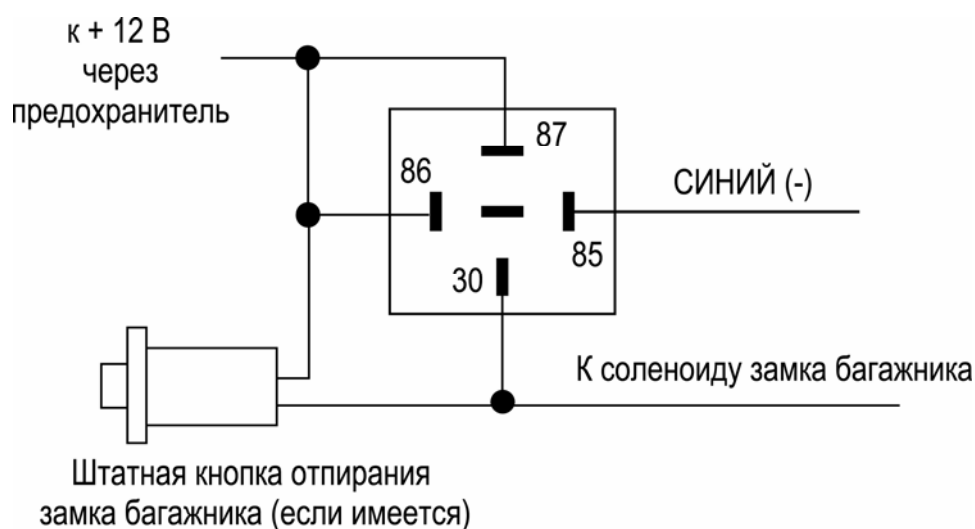 к + 12 В
через
предохранитель
87
86
СИНИЙ (-)
85
30
К соленоиду замка багажника
Штатная кнопка отпирания
замка багажника (если имеется)